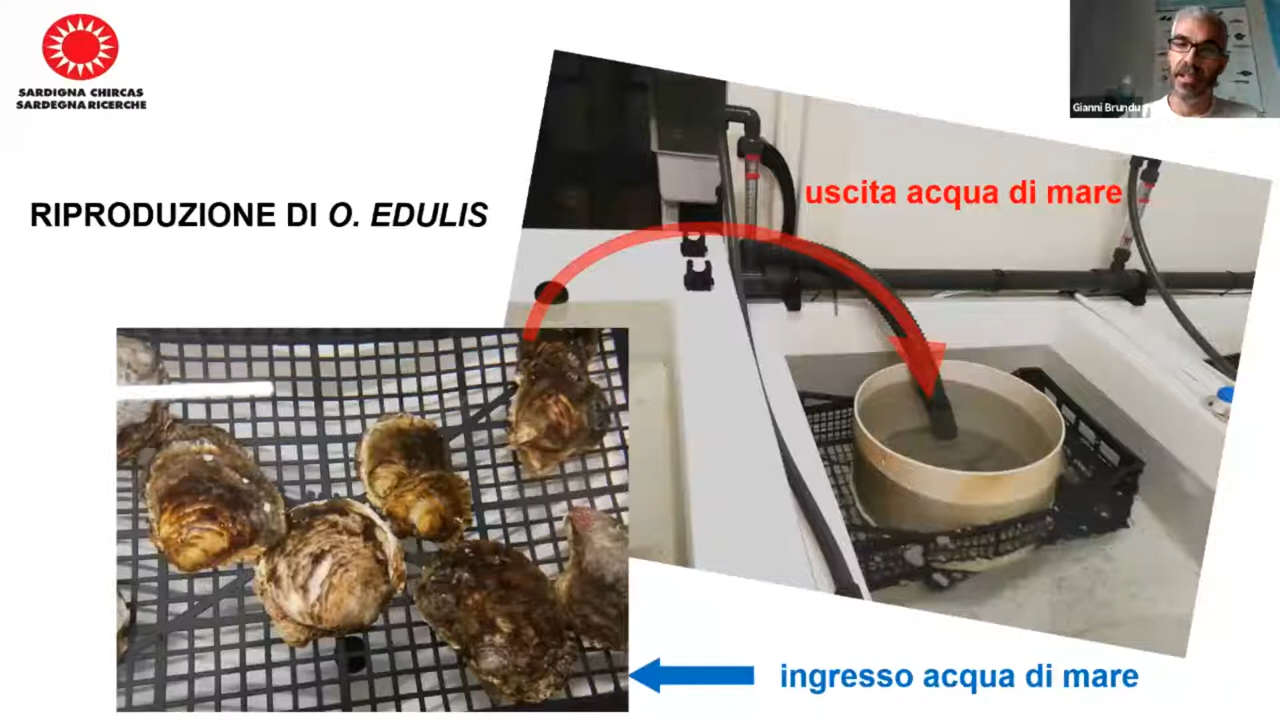 SARDIGNA CHIRCAS
SARDEGNA RICERCHE
Gianni Brundu
uscita acqua di mare
RIPRODUZIONE DI O. EDULIS
ingresso acqua di mare